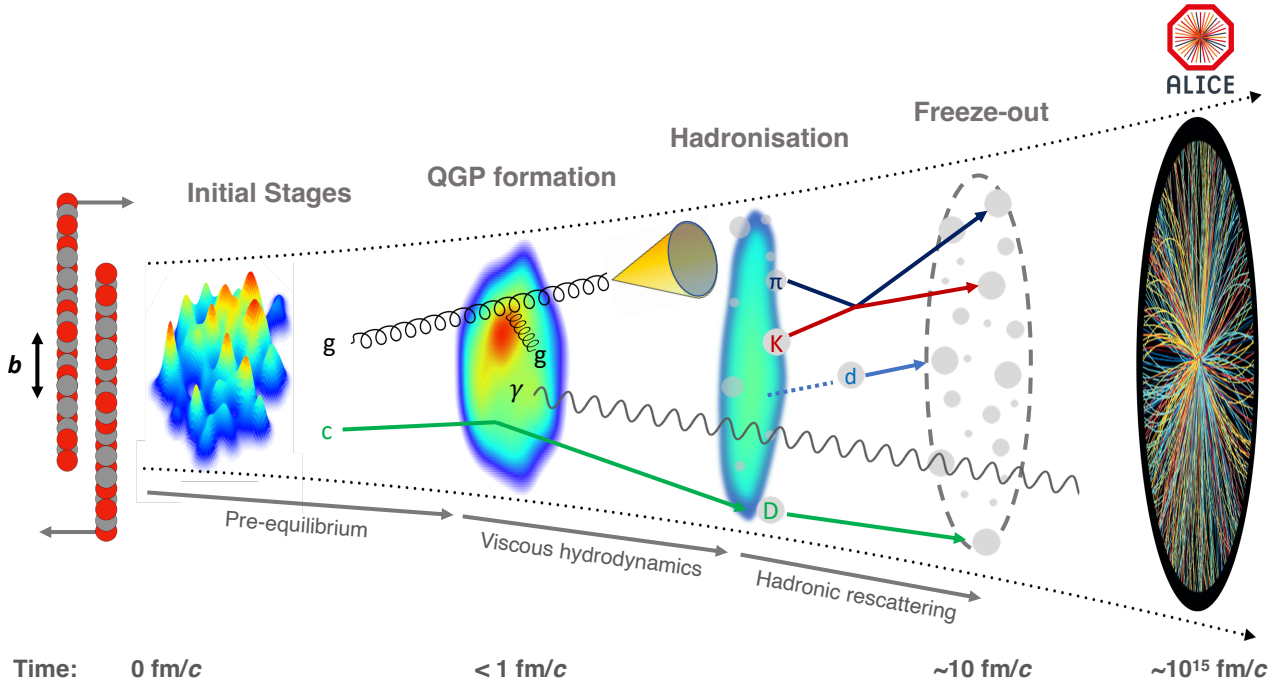 ALICE
Freeze-out
Hadronisation
QGP formation
Initial Stages
b
g
g
γ
c
π
K
d
D
Pre-equilibrium
Viscous hydrodynamics
Hadronic rescattering
Time: 0 fm/c < 1 fm/c ~10 fm/c ~10¹⁵ fm/c